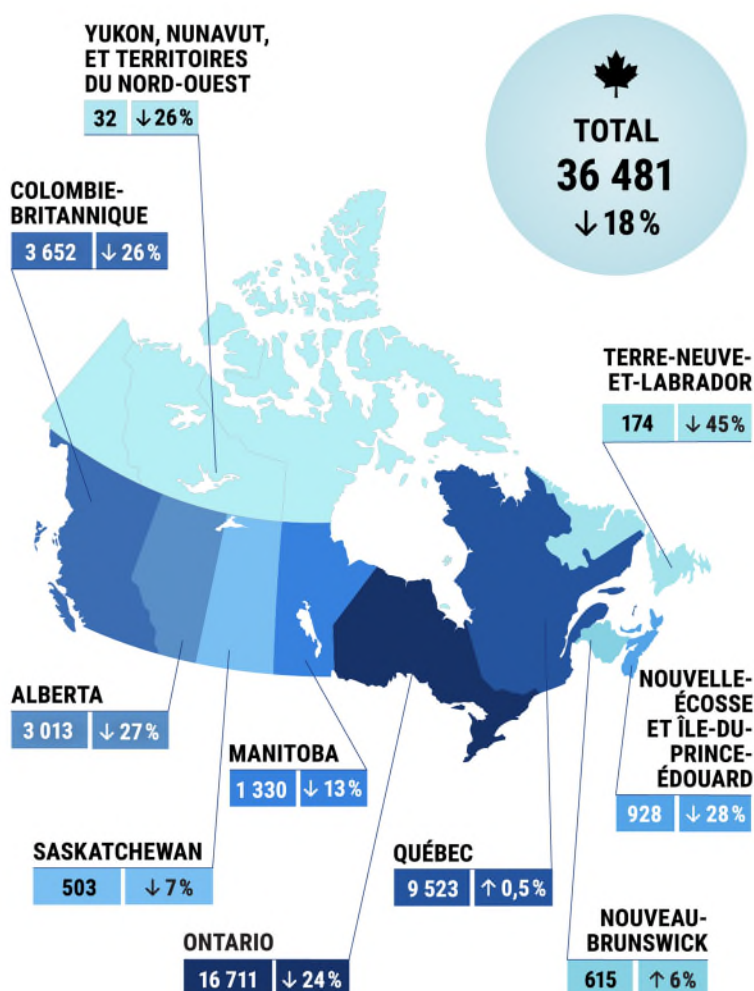 YUKON, NUNAVUT,
ET TERRITOIRES
DU NORD-OUEST
32 ↓ 26 %
TOTAL
36 481
↓ 18 %
COLOMBIE-
BRITANNIQUE
3 652 ↓ 26 %
TERRE-NEUVE-
ET-LABRADOR
174 ↓ 45 %
ALBERTA
3 013 ↓ 27 %
MANITOBA
1 330 ↓ 13 %
NOUVELLE-
ÉCOSSE
ET ÎLE-DU-
PRINCE-
ÉDOUARD
928 ↓ 28 %
SASKATCHEWAN
503 ↓ 7 %
QUÉBEC
9 523 ↑ 0,5 %
ONTARIO
16 711 ↓ 24 %
NOUVEAU-
BRUNSWICK
615 ↑ 6 %